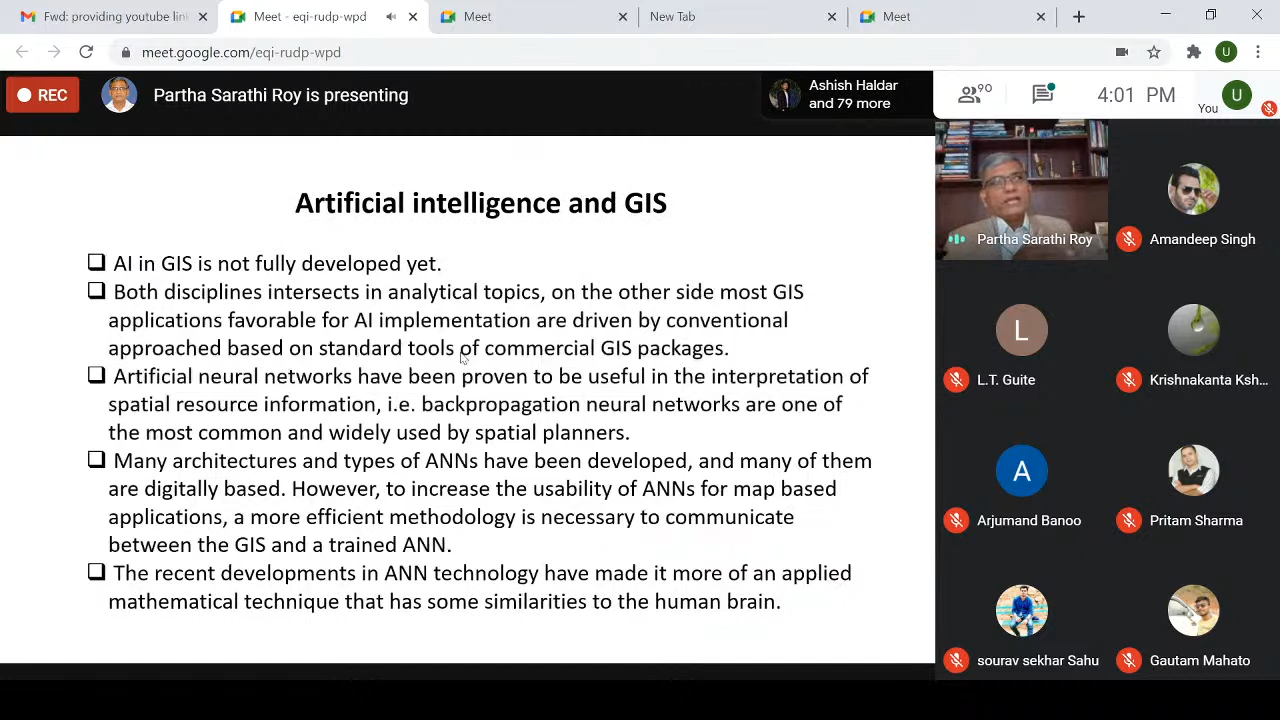 Fwd: providing youtube lin
Meet - eqi-rudp-wpd
Meet
New Tab
Meet
meet.google.com/eqi-rudp-wpd
U
REC
Partha Sarathi Roy is presenting
Ashish Haldar
and 79 more
90
4:01 PM
You
U
Artificial intelligence and GIS
AI in GIS is not fully developed yet.
Both disciplines intersects in analytical topics, on the other side most GIS
applications favorable for AI implementation are driven by conventional
approached based on standard tools of commercial GIS packages.
Artificial neural networks have been proven to be useful in the interpretation of
spatial resource information, i.e. backpropagation neural networks are one of
the most common and widely used by spatial planners.
Many architectures and types of ANNs have been developed, and many of them
are digitally based. However, to increase the usability of ANNs for map based
applications, a more efficient methodology is necessary to communicate
between the GIS and a trained ANN.
The recent developments in ANN technology have made it more of an applied
mathematical technique that has some similarities to the human brain.
Partha Sarathi Roy
Amandeep Singh
L
L.T. Guite
Krishnakanta Ksh...
A
Arjumand Banoo
Pritam Sharma
sourav sekhar Sahu
Gautam Mahato